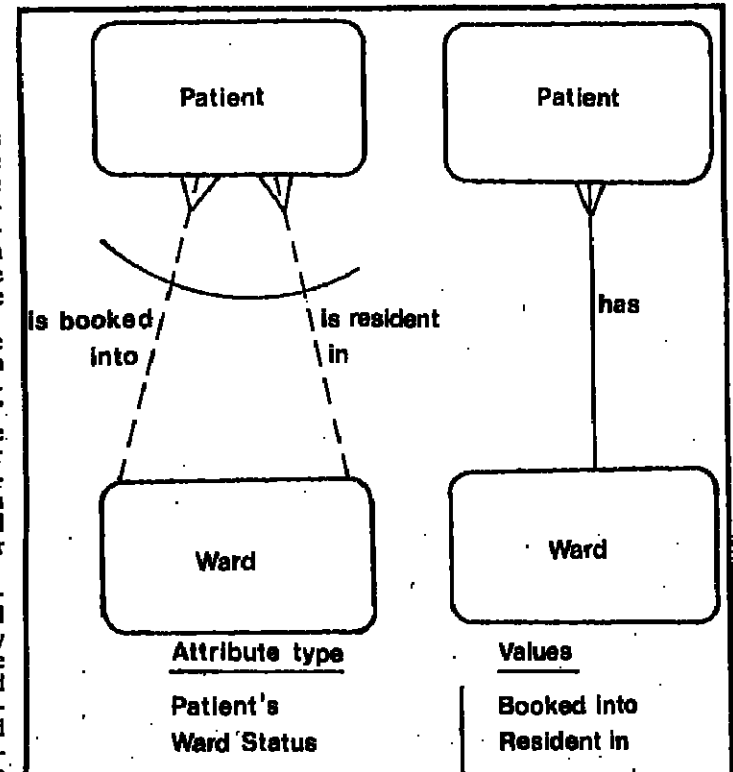 Patient
Patient
is booked
into
is resident
in
has
Ward
Ward
Attribute type
Values
Patient's
Booked into
Ward Status
Resident in